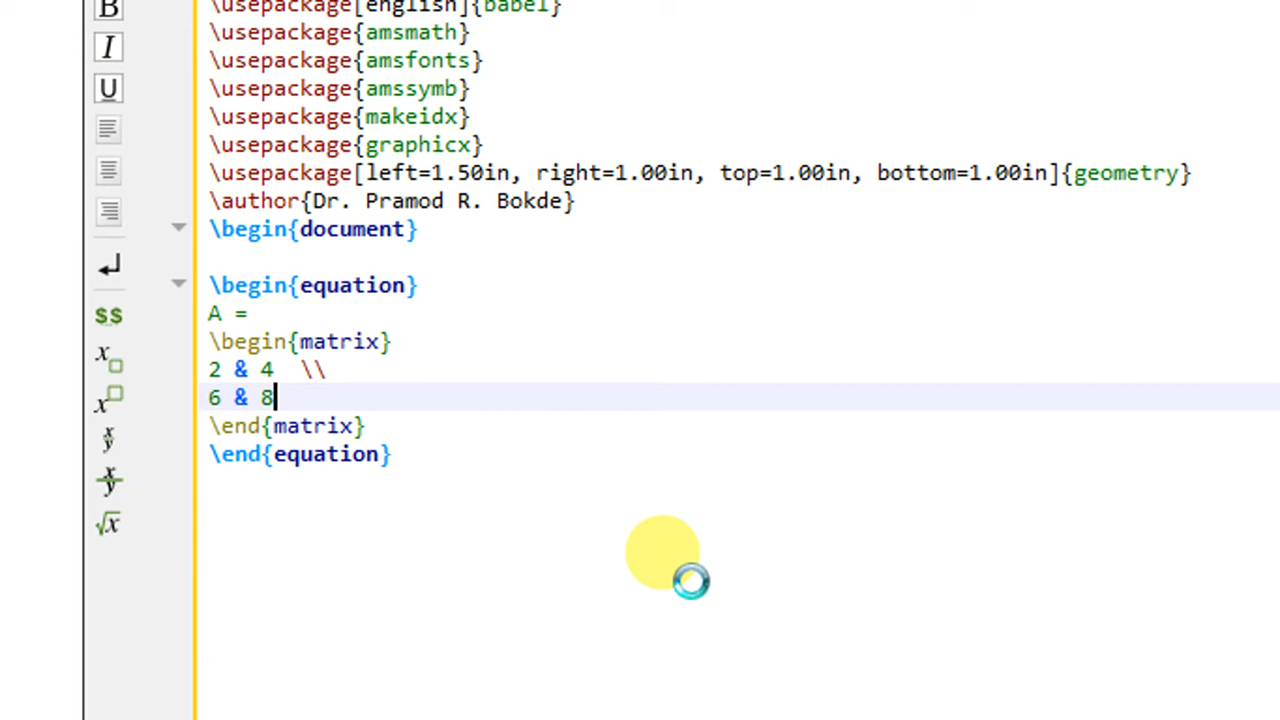 \usepackage[english]{babel}
\usepackage{amsmath}
\usepackage{amsfonts}
\usepackage{amssymb}
\usepackage{makeidx}
\usepackage{graphicx}
\usepackage[left=1.50in, right=1.00in, top=1.00in, bottom=1.00in]{geometry}
\author{Dr. Pramod R. Bokde}
\begin{document}
\begin{equation}
A =
\begin{matrix}
2 & 4  \\
6 & 8
\end{matrix}
\end{equation}
B
I
U
$$
x
x
x/y
x/y
√x